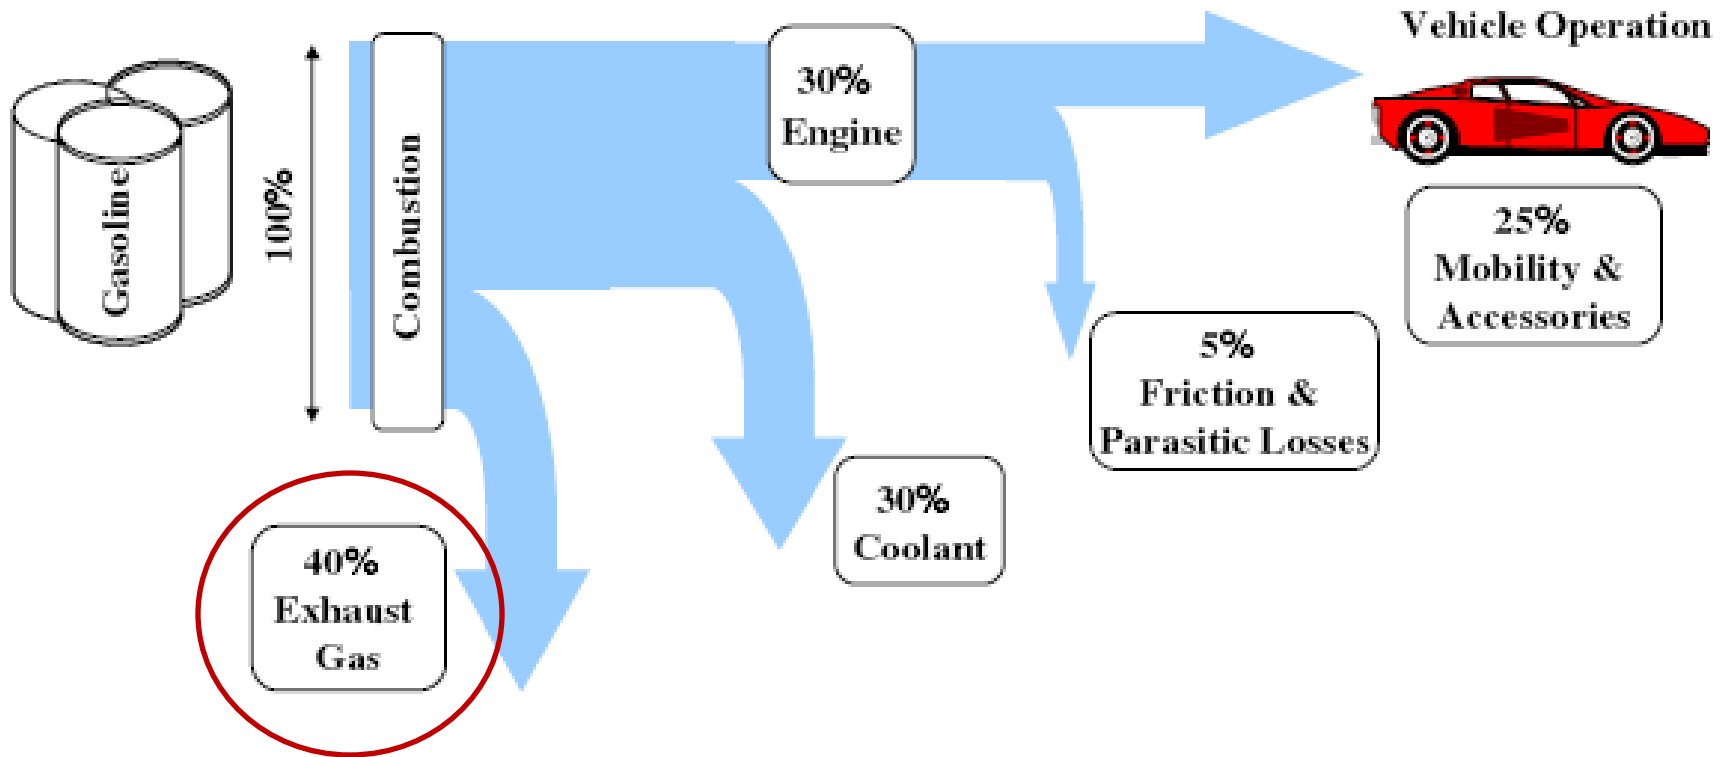 Gasoline
100%
Combustion
30%
Engine
Vehicle Operation
25%
Mobility &
Accessories
5%
Friction &
Parasitic Losses
30%
Coolant
40%
Exhaust
Gas